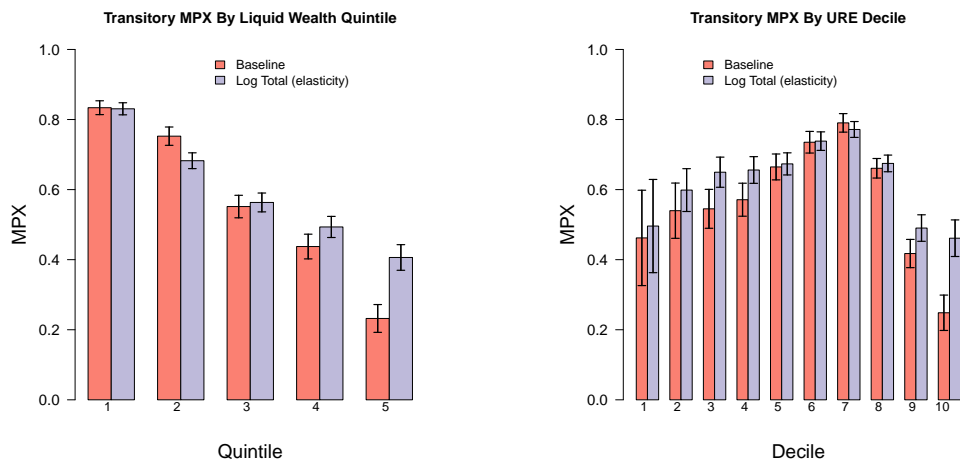 Transitory MPX By Liquid Wealth Quintile
MPX
1.0
0.8
0.6
0.4
0.2
0.0
Baseline
Log Total (elasticity)
1 2 3 4 5
Quintile
Transitory MPX By URE Decile
MPX
1.0
0.8
0.6
0.4
0.2
0.0
Baseline
Log Total (elasticity)
1 2 3 4 5 6 7 8 9 10
Decile